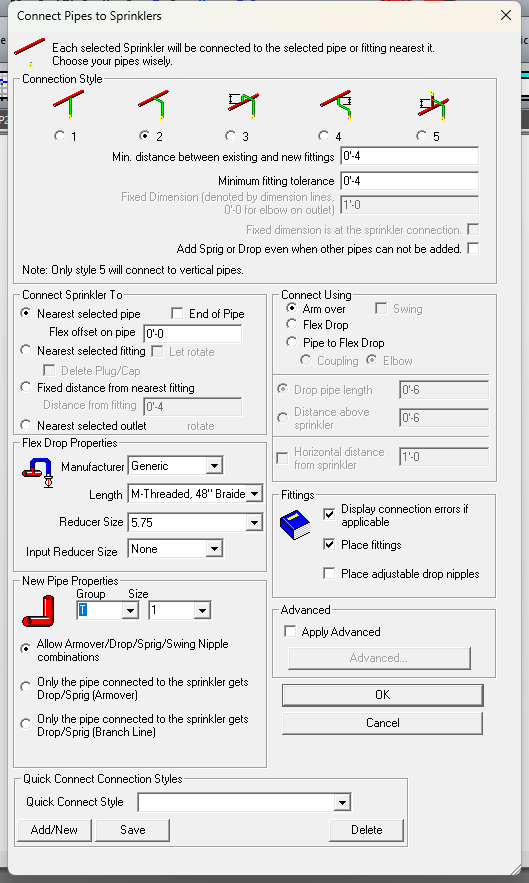 Connect Pipes to Sprinklers
Each selected Sprinkler will be connected to the selected pipe or fitting nearest it.
Choose your pipes wisely.
Connection Style
1
2
3
4
5
Min. distance between existing and new fittings
0'-4
Minimum fitting tolerance
0'-4
Fixed Dimension (denoted by dimension lines,
0'-0 for elbow on outlet)
1'-0
Fixed dimension is at the sprinkler connection.
Add Sprig or Drop even when other pipes can not be added.
Note: Only style 5 will connect to vertical pipes.
Connect Sprinkler To
Nearest selected pipe
End of Pipe
Flex offset on pipe
0'-0
Nearest selected fitting
Let rotate
Delete Plug/Cap
Fixed distance from nearest fitting
Distance from fitting
0'-4
Nearest selected outlet
rotate
Connect Using
Arm over
Swing
Flex Drop
Pipe to Flex Drop
Coupling
Elbow
Drop pipe length
0'-6
Distance above
sprinkler
0'-6
Horizontal distance
from sprinkler
1'-0
Flex Drop Properties
Manufacturer
Generic
Length
M-Threaded, 48" Braide
Reducer Size
5.75
Input Reducer Size
None
Fittings
Display connection errors if
applicable
Place fittings
Place adjustable drop nipples
New Pipe Properties
Group
Size
T
1
Allow Armover/Drop/Sprig/Swing Nipple
combinations
Only the pipe connected to the sprinkler gets
Drop/Sprig (Armover)
Only the pipe connected to the sprinkler gets
Drop/Sprig (Branch Line)
Advanced
Apply Advanced
Advanced...
OK
Cancel
Quick Connect Connection Styles
Quick Connect Style
Add/New
Save
Delete